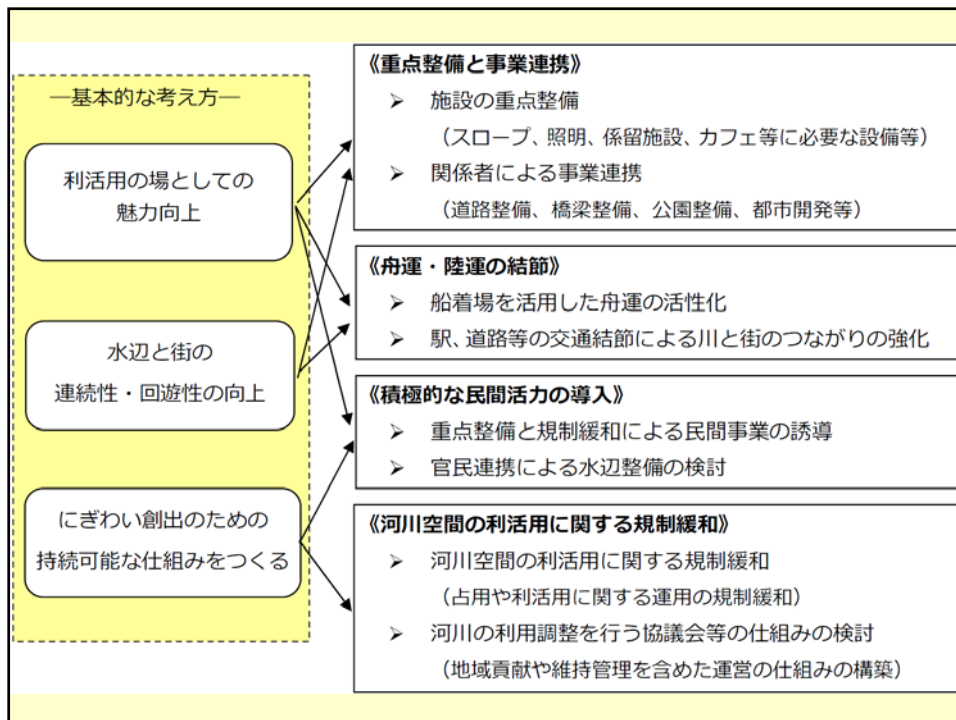 ―基本的な考え方―
利活用の場としての
魅力向上
水辺と街の
連続性・回遊性の向上
にぎわい創出のための
持続可能な仕組みをつくる
《重点整備と事業連携》
➢ 施設の重点整備
（スロープ、照明、係留施設、カフェ等に必要な設備等）
➢ 関係者による事業連携
（道路整備、橋梁整備、公園整備、都市開発等）
《舟運・陸運の結節》
➢ 船着場を活用した舟運の活性化
➢ 駅、道路等の交通結節による川と街のつながりの強化
《積極的な民間活力の導入》
➢ 重点整備と規制緩和による民間事業の誘導
➢ 官民連携による水辺整備の検討
《河川空間の利活用に関する規制緩和》
➢ 河川空間の利活用に関する規制緩和
（占用や利活用に関する運用の規制緩和）
➢ 河川の利用調整を行う協議会等の仕組みの検討
（地域貢献や維持管理を含めた運営の仕組みの構築）